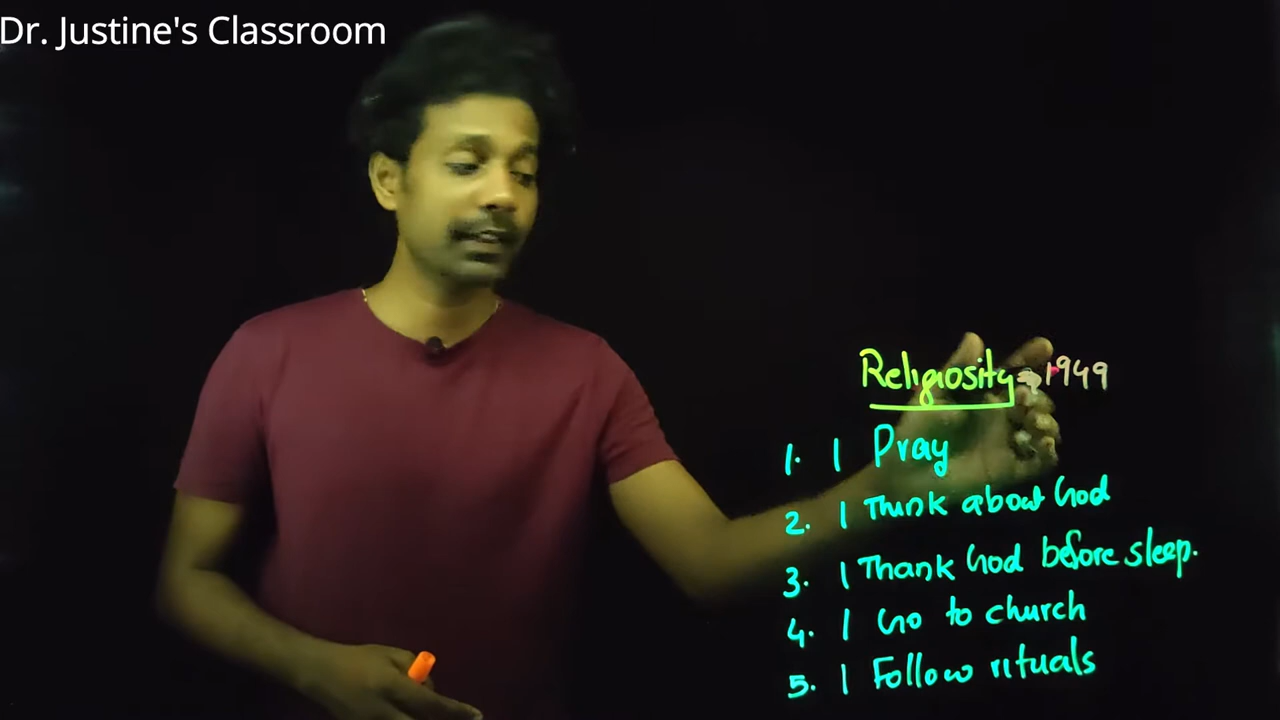 Dr. Justine's Classroom
Religiosity → 1949
1. I Pray
2. I Think about God
3. I Thank God before sleep.
4. I Go to church
5. I Follow rituals